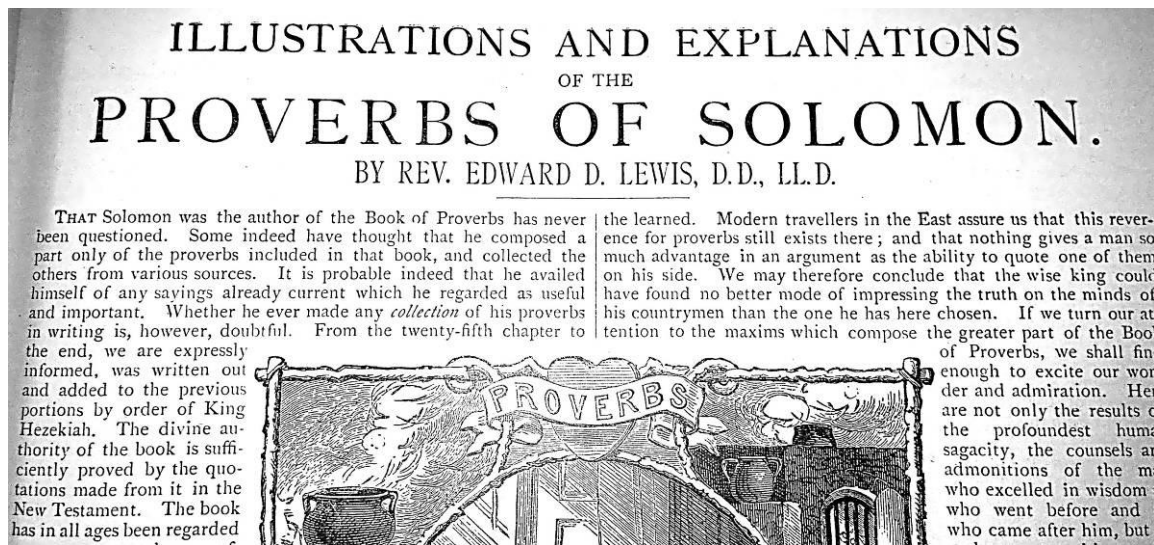 ILLUSTRATIONS AND EXPLANATIONS
OF THE
PROVERBS OF SOLOMON.
BY REV. EDWARD D. LEWIS, D.D., LL.D.
THAT Solomon was the author of the Book of Proverbs has never
been questioned. Some indeed have thought that he composed a
part only of the proverbs included in that book, and collected the
others from various sources. It is probable indeed that he availed
himself of any sayings already current which he regarded as useful
and important. Whether he ever made any collection of his proverbs
in writing is, however, doubtful. From the twenty-fifth chapter to
the end, we are expressly
informed, was written out
and added to the previous
portions by order of King
Hezekiah. The divine au-
thority of the book is suffi-
ciently proved by the quo-
tations made from it in the
New Testament. The book
has in all ages been regarded
PROVERBS
the learned. Modern travellers in the East assure us that this rever-
ence for proverbs still exists there; and that nothing gives a man so
much advantage in an argument as the ability to quote one of them
on his side. We may therefore conclude that the wise king could
have found no better mode of impressing the truth on the minds of
his countrymen than the one he has here chosen. If we turn our at-
tention to the maxims which compose the greater part of the Boo
of Proverbs, we shall fin
enough to excite our won
der and admiration. Her
are not only the results o
the profoundest huma
sagacity, the counsels an
admonitions of the m
who excelled in wisdom
who went before and
who came after him, but